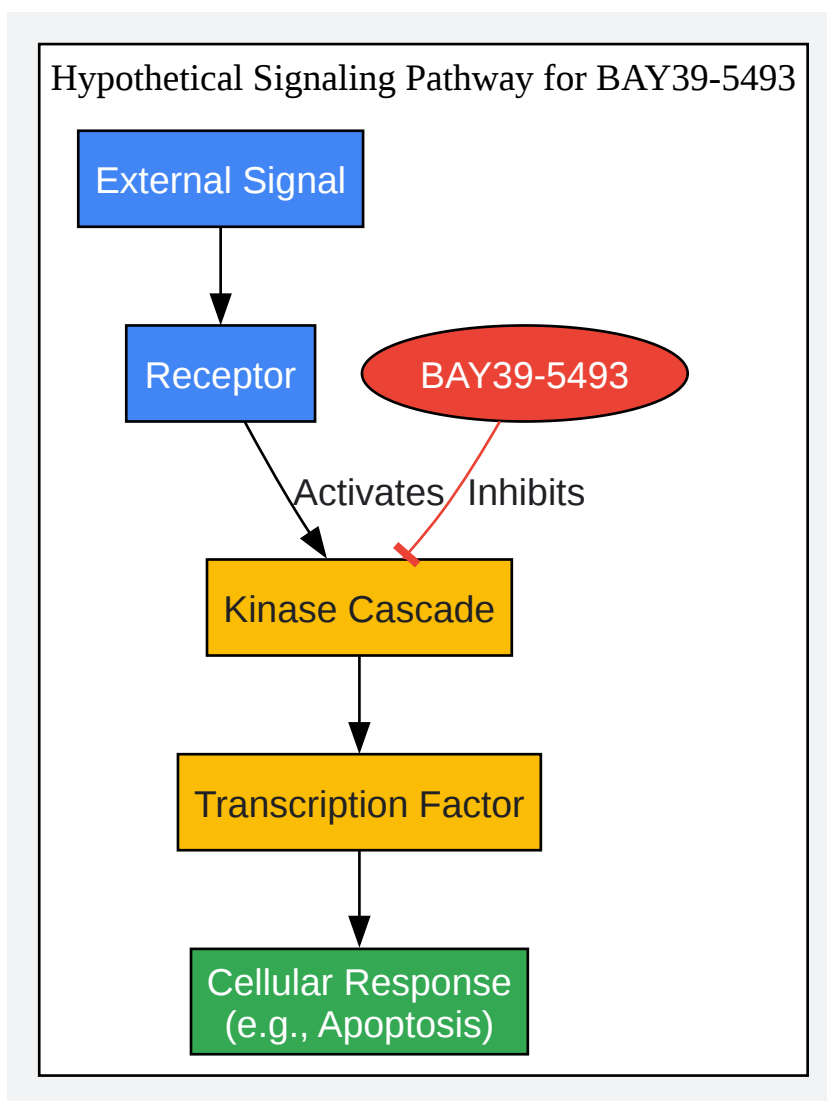 Hypothetical Signaling Pathway for BAY39-5493
External Signal
Receptor
BAY39-5493
Activates
Inhibits
Kinase Cascade
Transcription Factor
Cellular Response
(e.g., Apoptosis)